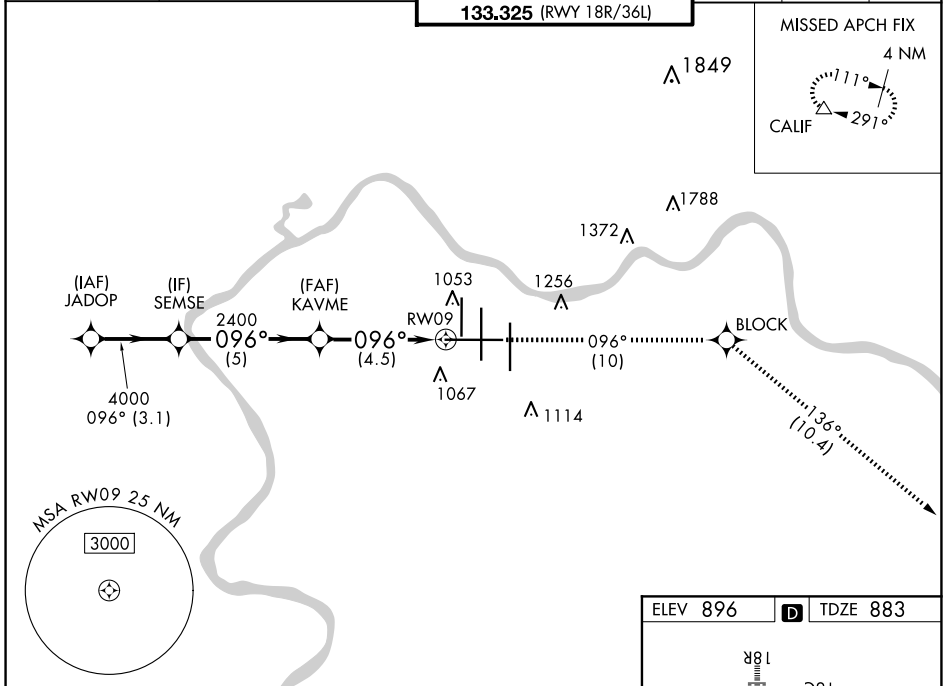 133.325 (RWY 18R/36L)
MISSED APCH FIX
4 NM
111°
291°
CALIF
1849
1788
1372
1256
1053
(IAF)
JADOP
(IF)
SEMSE
(FAF)
KAVME
RW09
2400
096°
(5)
096°
(4.5)
096°
(10)
BLOCK
4000
096° (3.1)
1067
1114
136°
(10.4)
MSA RW09 25 NM
3000
ELEV 896
D
TDZE 883
18R